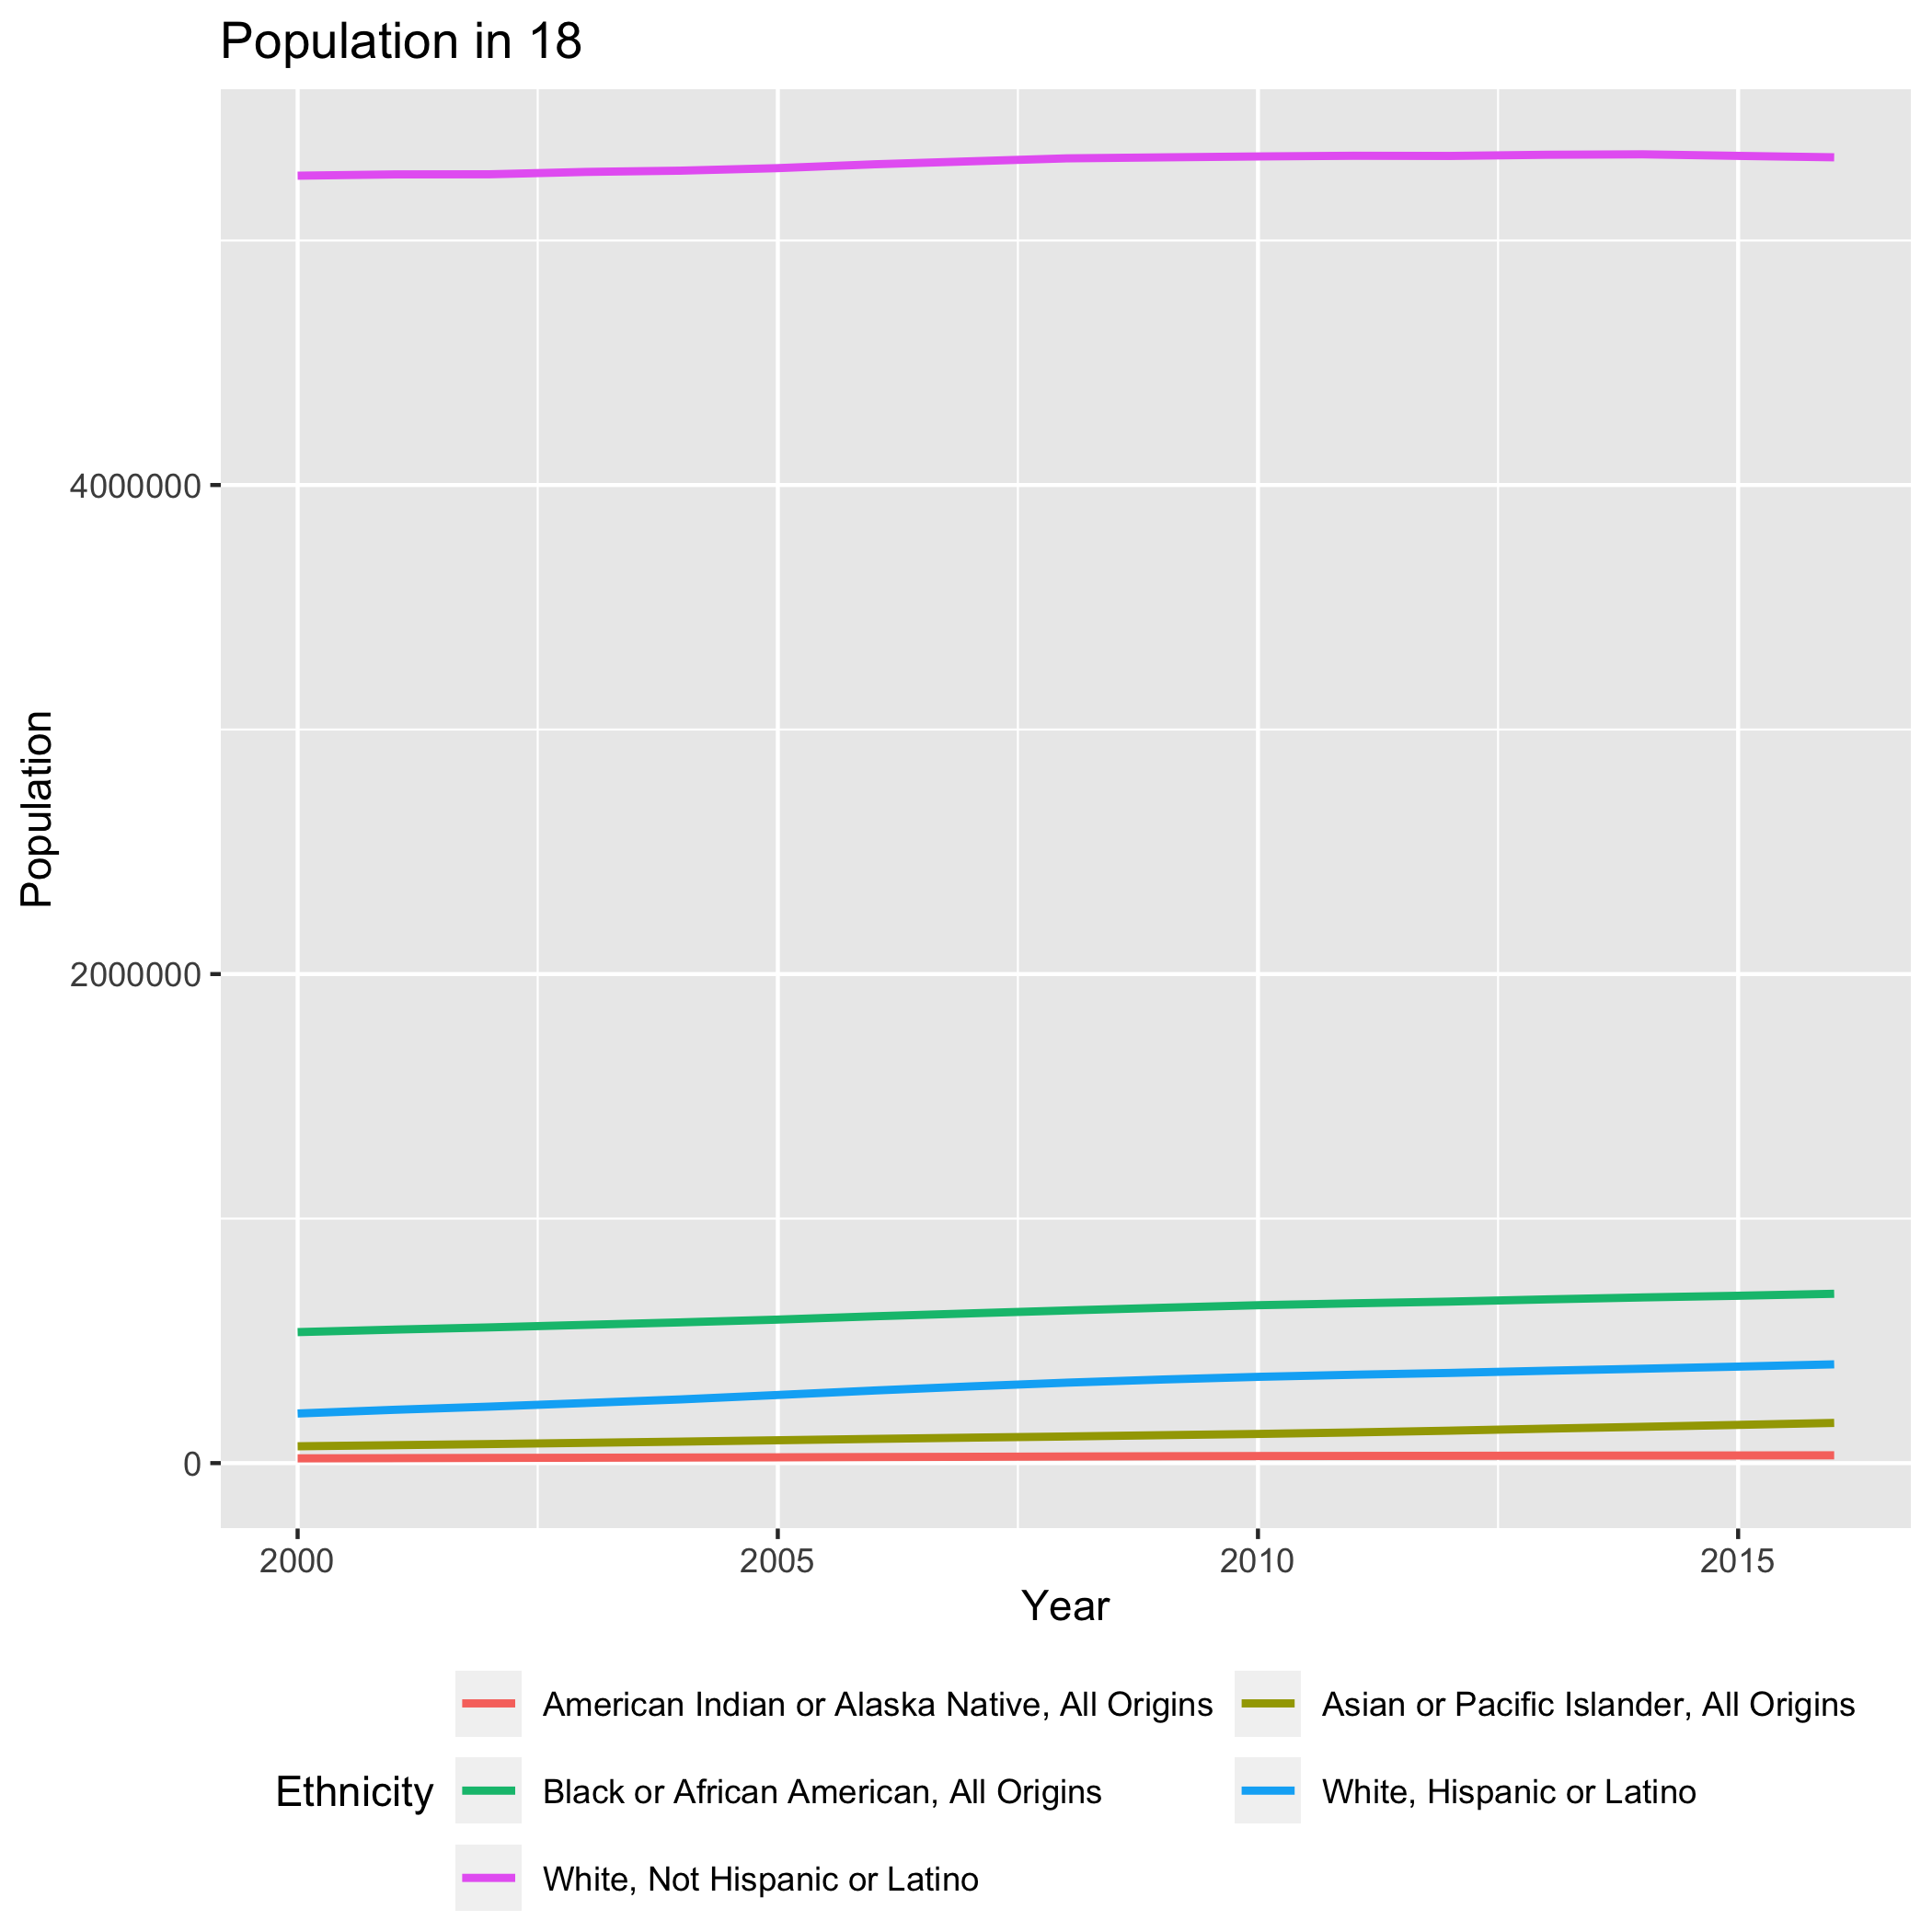 Population in 18
Population
4000000
2000000
0
2000 2005 2010 2015
Year
Ethnicity
American Indian or Alaska Native, All Origins
Asian or Pacific Islander, All Origins
Black or African American, All Origins
White, Hispanic or Latino
White, Not Hispanic or Latino